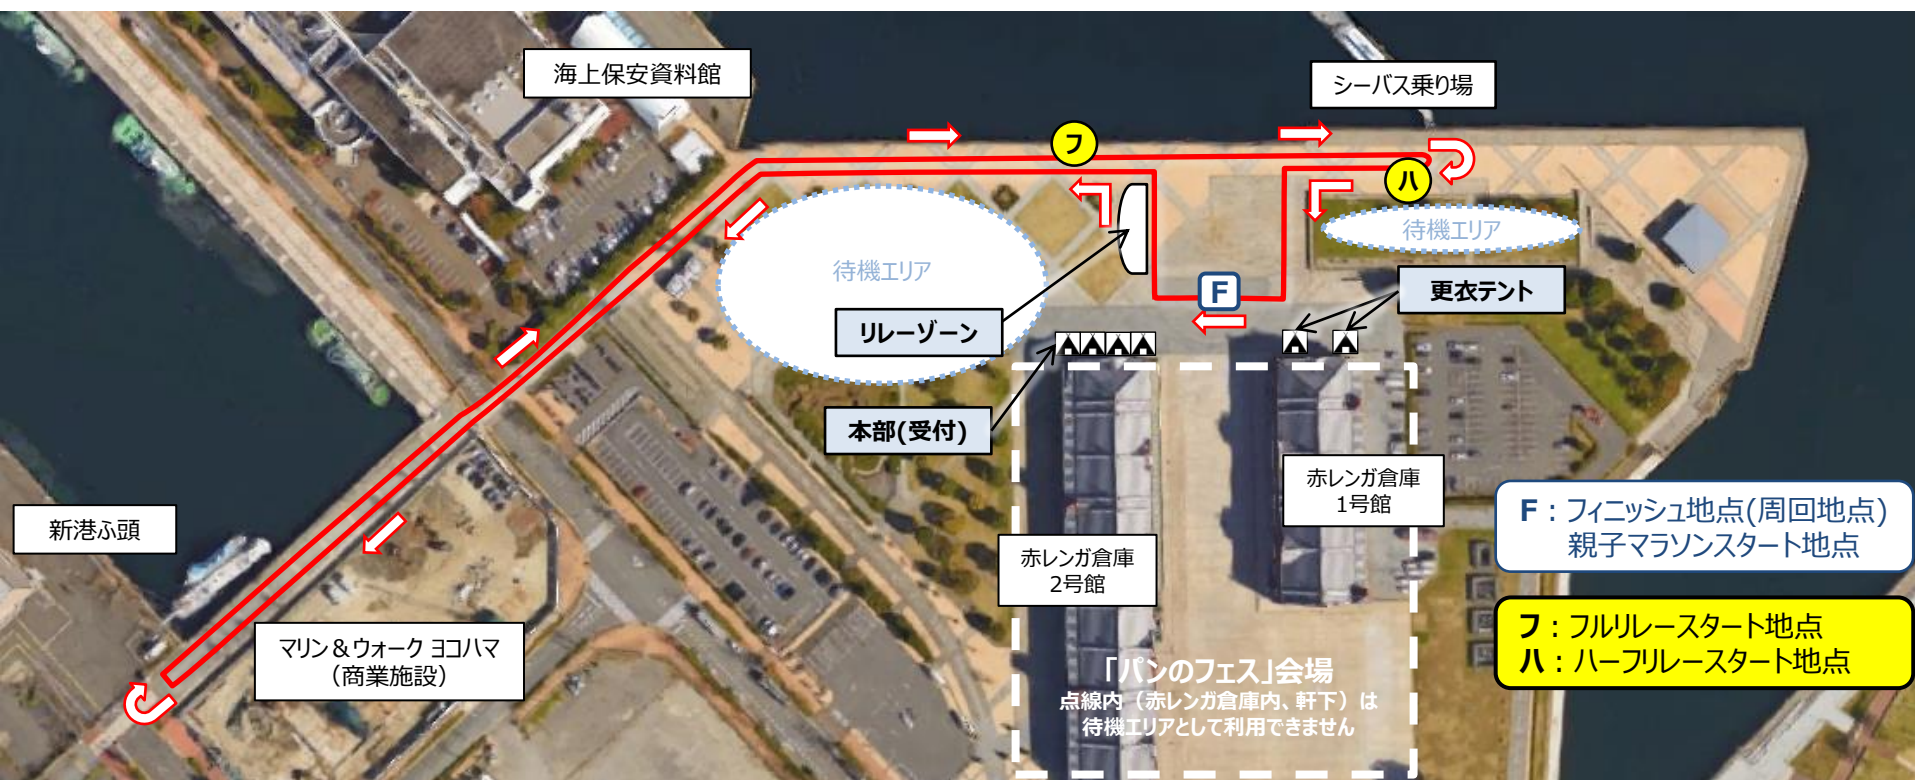 海上保安資料館
シーバス乗り場
フ
ハ
待機エリア
待機エリア
F
更衣テント
リレーゾーン
本部(受付)
赤レンガ倉庫
1号館
新港ふ頭
F：フィニッシュ地点(周回地点)
親子マラソンスタート地点
赤レンガ倉庫
2号館
フ：フルリレースタート地点
ハ：ハーフリレースタート地点
マリン＆ウォーク ヨコハマ
（商業施設）
「パンのフェス」会場
点線内（赤レンガ倉庫内、軒下）は
待機エリアとして利用できません